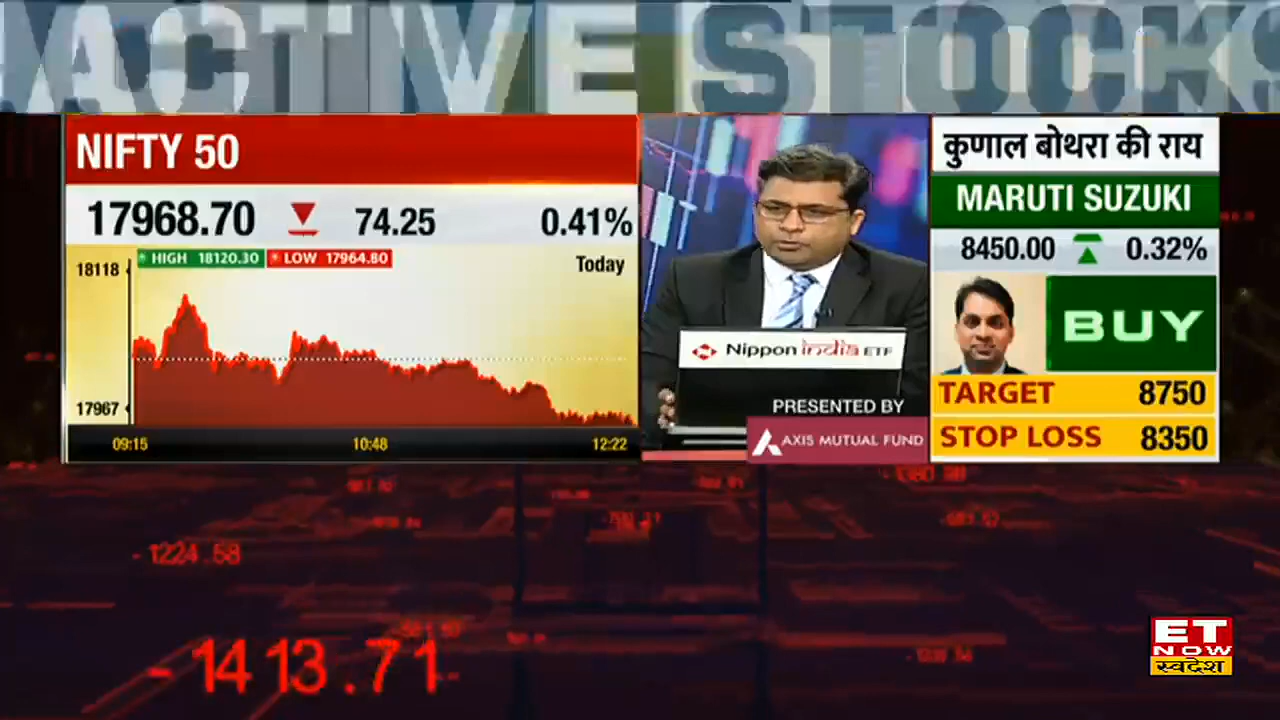 ACTIVE STOCKS
NIFTY 50
17968.70 74.25 0.41%
HIGH 18120.30 LOW 17964.80
Today
18118
17967
09:15 10:48 12:22
Nippon india ETF
PRESENTED BY
AXIS MUTUAL FUND
कुणाल बोथरा की राय
MARUTI SUZUKI
8450.00 0.32%
BUY
TARGET 8750
STOP LOSS 8350
-1224.58
-1413.71
ET
NOW
स्वदेश